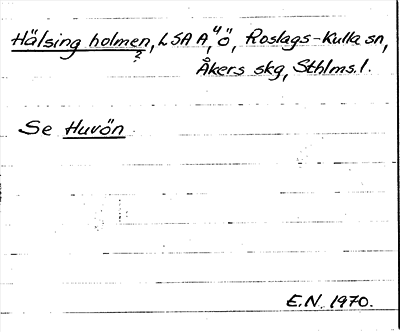 Hälsing holmen, LSA A, "ö, Roslags-Kulla sn,
?
Åkers skg, Sthlms. l.
Se Huvön
E.N. 1970.